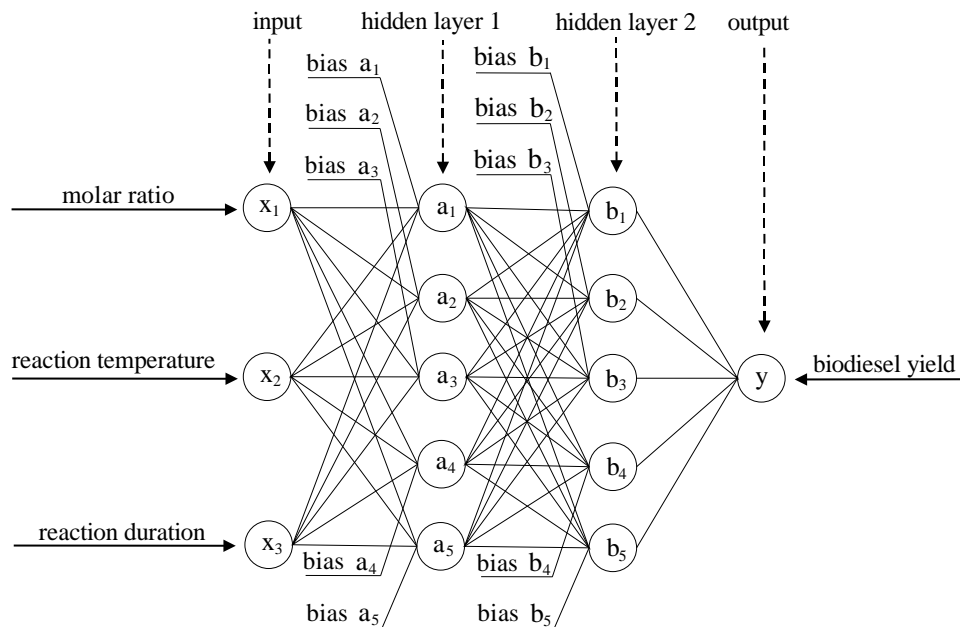 input
hidden layer 1
hidden layer 2
output
bias a1
bias b1
bias a2
bias b2
bias a3
bias b3
molar ratio
x1
a1
b1
a2
b2
reaction temperature
x2
a3
b3
y
biodiesel yield
a4
b4
reaction duration
x3
a5
b5
bias a4
bias b4
bias a5
bias b5